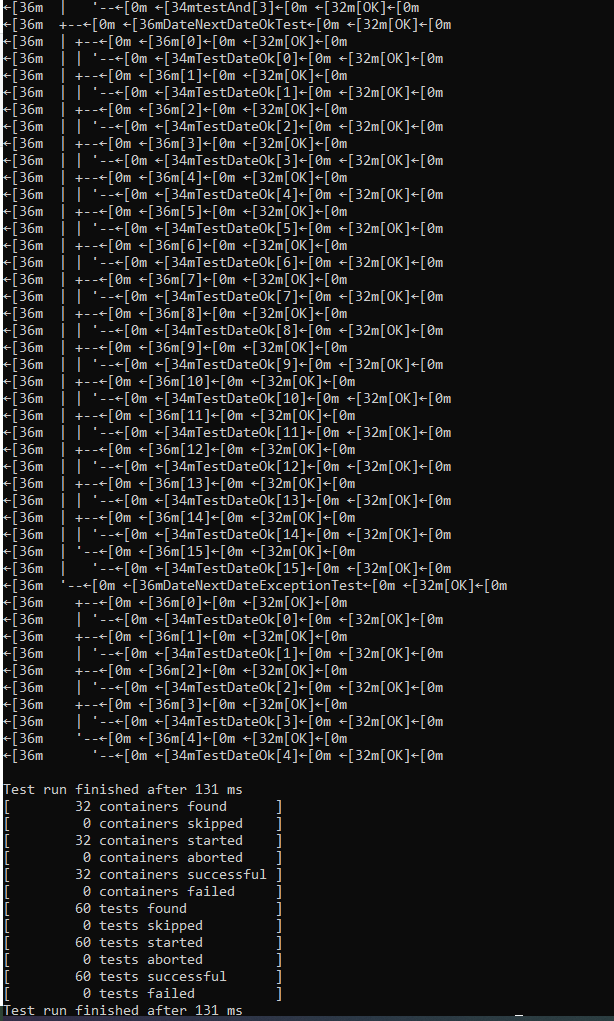 ←[36m  |   '--←[0m ←[34mtestAnd[3]←[0m ←[32m[OK]←[0m
←[36m  +--←[0m ←[36mDateNextDateOkTest←[0m ←[32m[OK]←[0m
←[36m  | +--←[0m ←[36m[0]←[0m ←[32m[OK]←[0m
←[36m  | | '--←[0m ←[34mTestDateOk[0]←[0m ←[32m[OK]←[0m
←[36m  | +--←[0m ←[36m[1]←[0m ←[32m[OK]←[0m
←[36m  | | '--←[0m ←[34mTestDateOk[1]←[0m ←[32m[OK]←[0m
←[36m  | +--←[0m ←[36m[2]←[0m ←[32m[OK]←[0m
←[36m  | | '--←[0m ←[34mTestDateOk[2]←[0m ←[32m[OK]←[0m
←[36m  | +--←[0m ←[36m[3]←[0m ←[32m[OK]←[0m
←[36m  | | '--←[0m ←[34mTestDateOk[3]←[0m ←[32m[OK]←[0m
←[36m  | +--←[0m ←[36m[4]←[0m ←[32m[OK]←[0m
←[36m  | | '--←[0m ←[34mTestDateOk[4]←[0m ←[32m[OK]←[0m
←[36m  | +--←[0m ←[36m[5]←[0m ←[32m[OK]←[0m
←[36m  | | '--←[0m ←[34mTestDateOk[5]←[0m ←[32m[OK]←[0m
←[36m  | +--←[0m ←[36m[6]←[0m ←[32m[OK]←[0m
←[36m  | | '--←[0m ←[34mTestDateOk[6]←[0m ←[32m[OK]←[0m
←[36m  | +--←[0m ←[36m[7]←[0m ←[32m[OK]←[0m
←[36m  | | '--←[0m ←[34mTestDateOk[7]←[0m ←[32m[OK]←[0m
←[36m  | +--←[0m ←[36m[8]←[0m ←[32m[OK]←[0m
←[36m  | | '--←[0m ←[34mTestDateOk[8]←[0m ←[32m[OK]←[0m
←[36m  | +--←[0m ←[36m[9]←[0m ←[32m[OK]←[0m
←[36m  | | '--←[0m ←[34mTestDateOk[9]←[0m ←[32m[OK]←[0m
←[36m  | +--←[0m ←[36m[10]←[0m ←[32m[OK]←[0m
←[36m  | | '--←[0m ←[34mTestDateOk[10]←[0m ←[32m[OK]←[0m
←[36m  | +--←[0m ←[36m[11]←[0m ←[32m[OK]←[0m
←[36m  | | '--←[0m ←[34mTestDateOk[11]←[0m ←[32m[OK]←[0m
←[36m  | +--←[0m ←[36m[12]←[0m ←[32m[OK]←[0m
←[36m  | | '--←[0m ←[34mTestDateOk[12]←[0m ←[32m[OK]←[0m
←[36m  | +--←[0m ←[36m[13]←[0m ←[32m[OK]←[0m
←[36m  | | '--←[0m ←[34mTestDateOk[13]←[0m ←[32m[OK]←[0m
←[36m  | +--←[0m ←[36m[14]←[0m ←[32m[OK]←[0m
←[36m  | | '--←[0m ←[34mTestDateOk[14]←[0m ←[32m[OK]←[0m
←[36m  | '--←[0m ←[36m[15]←[0m ←[32m[OK]←[0m
←[36m  |   '--←[0m ←[34mTestDateOk[15]←[0m ←[32m[OK]←[0m
←[36m  '--←[0m ←[36mDateNextDateExceptionTest←[0m ←[32m[OK]←[0m
←[36m    +--←[0m ←[36m[0]←[0m ←[32m[OK]←[0m
←[36m    | '--←[0m ←[34mTestDateOk[0]←[0m ←[32m[OK]←[0m
←[36m    +--←[0m ←[36m[1]←[0m ←[32m[OK]←[0m
←[36m    | '--←[0m ←[34mTestDateOk[1]←[0m ←[32m[OK]←[0m
←[36m    +--←[0m ←[36m[2]←[0m ←[32m[OK]←[0m
←[36m    | '--←[0m ←[34mTestDateOk[2]←[0m ←[32m[OK]←[0m
←[36m    +--←[0m ←[36m[3]←[0m ←[32m[OK]←[0m
←[36m    | '--←[0m ←[34mTestDateOk[3]←[0m ←[32m[OK]←[0m
←[36m    '--←[0m ←[36m[4]←[0m ←[32m[OK]←[0m
←[36m      '--←[0m ←[34mTestDateOk[4]←[0m ←[32m[OK]←[0m
Test run finished after 131 ms
[        32 containers found      ]
[         0 containers skipped    ]
[        32 containers started    ]
[         0 containers aborted    ]
[        32 containers successful ]
[         0 containers failed     ]
[        60 tests found           ]
[         0 tests skipped         ]
[        60 tests started         ]
[         0 tests aborted         ]
[        60 tests successful      ]
[         0 tests failed          ]
Test run finished after 131 ms